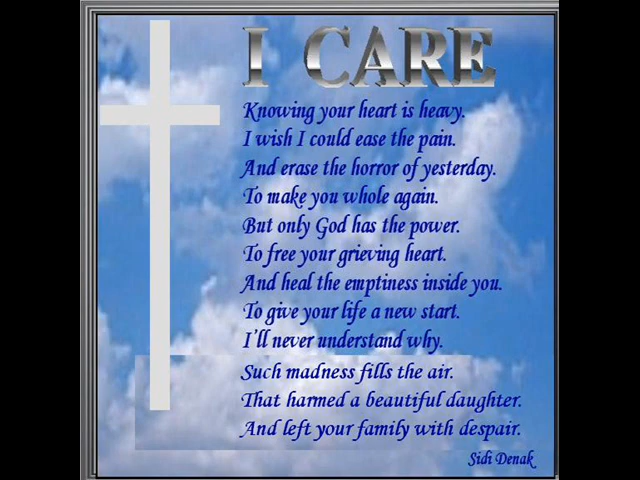 I CARE
Knowing your heart is heavy.
I wish I could ease the pain.
And erase the horror of yesterday.
To make you whole again.
But only God has the power.
To free your grieving heart.
And heal the emptiness inside you.
To give your life a new start.
I'll never understand why.
Such madness fills the air.
That harmed a beautiful daughter.
And left your family with despair.
Sidi Denak